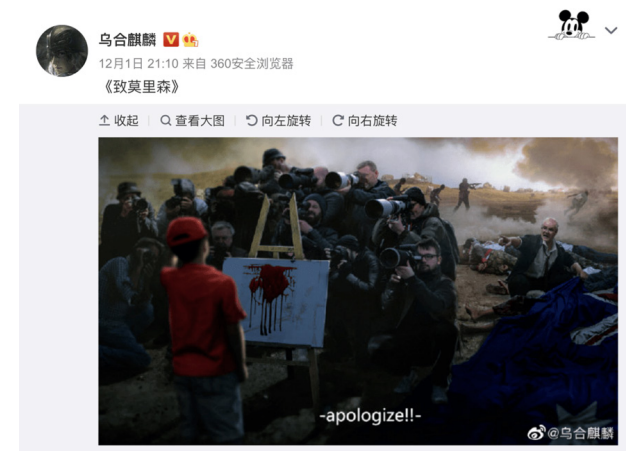 乌合麒麟
12月1日 21:10 来自 360安全浏览器
《致莫里森》
收起 查看大图 向左旋转 向右旋转
-apologize!!-
@乌合麒麟